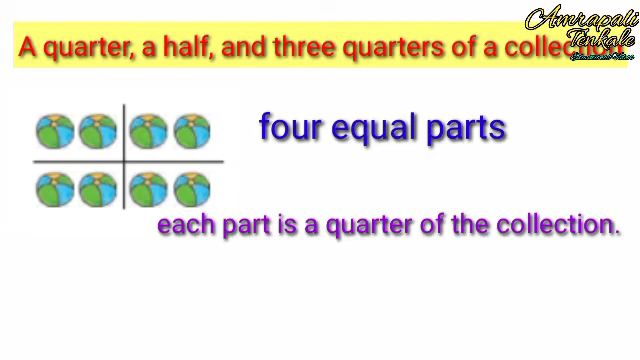 A quarter, a half, and three quarters of a collection
Amrapali
Tenkale
four equal parts
each part is a quarter of the collection.